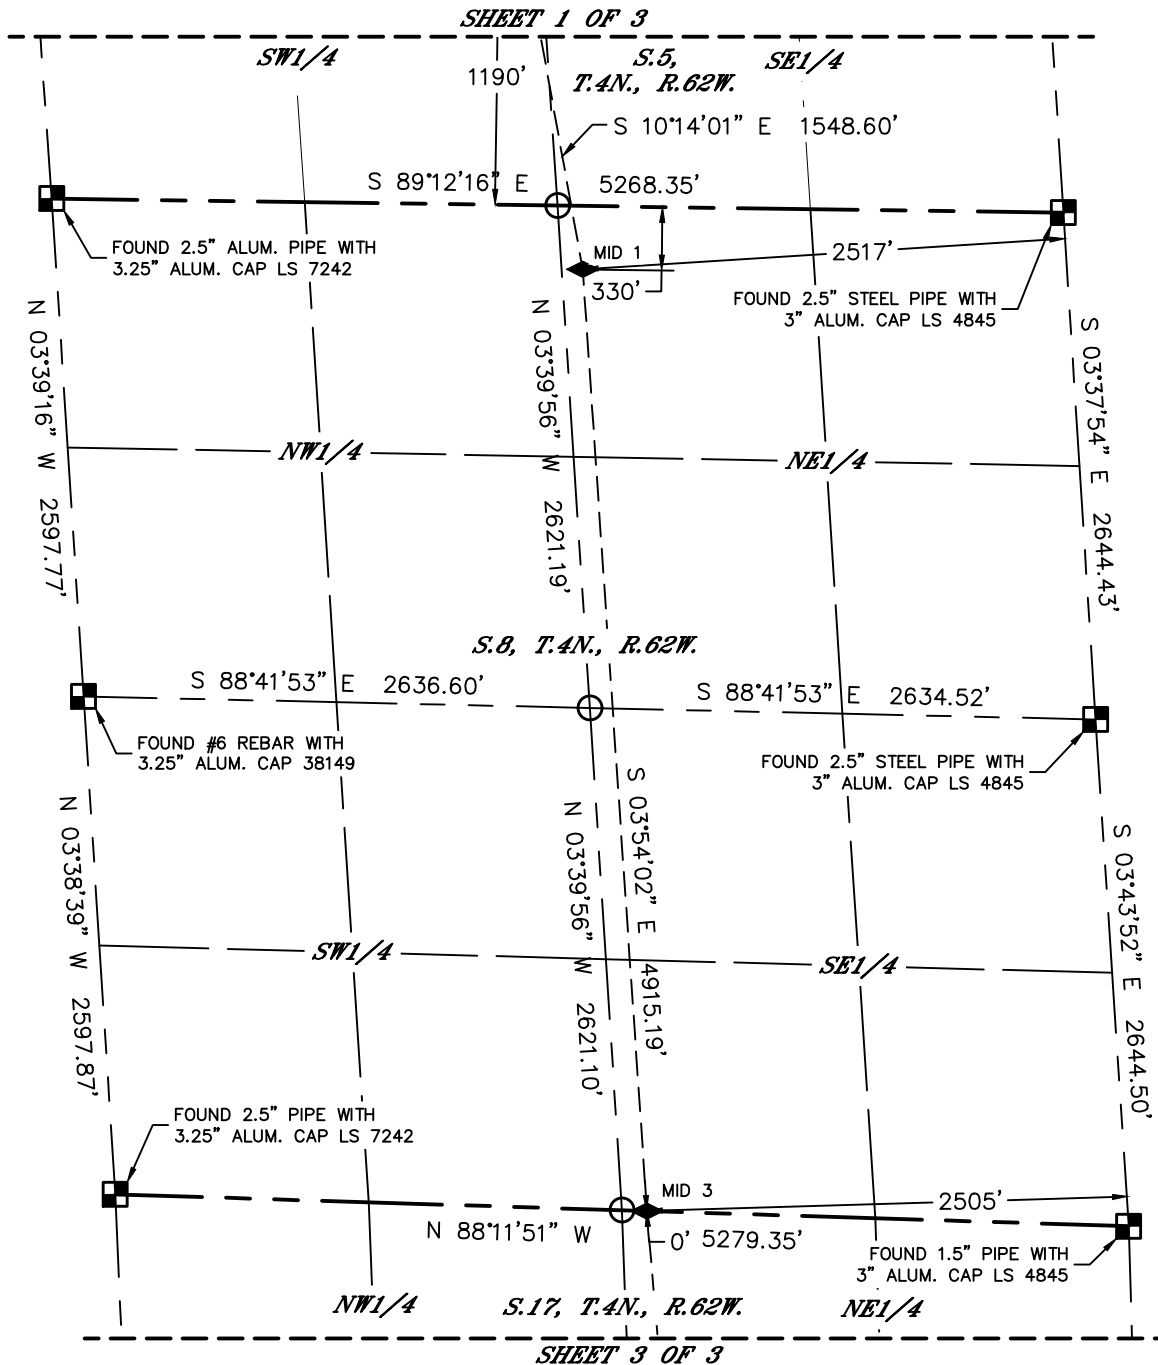 SHEET 1 OF 3
SW1/4
S.5,
T.4N., R.62W.
SE1/4
1190'
S 10°14'01" E 1548.60'
S 89°12'16" E 5268.35'
FOUND 2.5" ALUM. PIPE WITH
3.25" ALUM. CAP LS 7242
MID 1
2517'
330'
FOUND 2.5" STEEL PIPE WITH
3" ALUM. CAP LS 4845
N 03°39'16" W 2597.77'
N 03°39'56" W 2621.19'
S 03°37'54" E 2644.43'
NW1/4
NE1/4
S.8, T.4N., R.62W.
S 88°41'53" E 2636.60'
S 88°41'53" E 2634.52'
FOUND #6 REBAR WITH
3.25" ALUM. CAP 38149
FOUND 2.5" STEEL PIPE WITH
3" ALUM. CAP LS 4845
N 03°38'39" W 2597.87'
N 03°39'56" W 2621.10'
S 03°54'02" E 4915.19'
S 03°43'52" E 2644.50'
SW1/4
SE1/4
FOUND 2.5" PIPE WITH
3.25" ALUM. CAP LS 7242
MID 3
2505'
N 88°11'51" W 5279.35'
0'
FOUND 1.5" PIPE WITH
3" ALUM. CAP LS 4845
NW1/4
S.17, T.4N., R.62W.
NE1/4
SHEET 3 OF 3